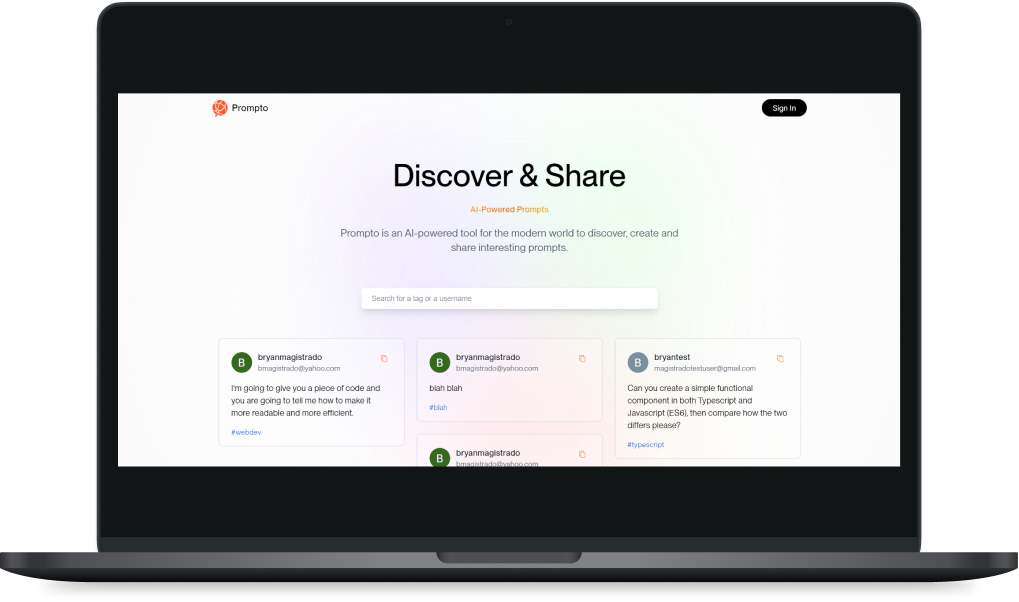 Prompto
Sign In
Discover & Share
AI-Powered Prompts
Prompto is an AI-powered tool for the modern world to discover, create and
share interesting prompts.
Search for a tag or a username
B
bryanmagistrado
bmagistrado@yahoo.com
I'm going to give you a piece of code and
you are going to tell me how to make it
more readable and more efficient.
#webdev
B
bryanmagistrado
bmagistrado@yahoo.com
blah blah
#blah
B
bryanmagistrado
bmagistrado@yahoo.com
B
bryantest
magistradotestuser@gmail.com
Can you create a simple functional
component in both Typescript and
Javascript (ES6), then compare how the two
differs please?
#typescript